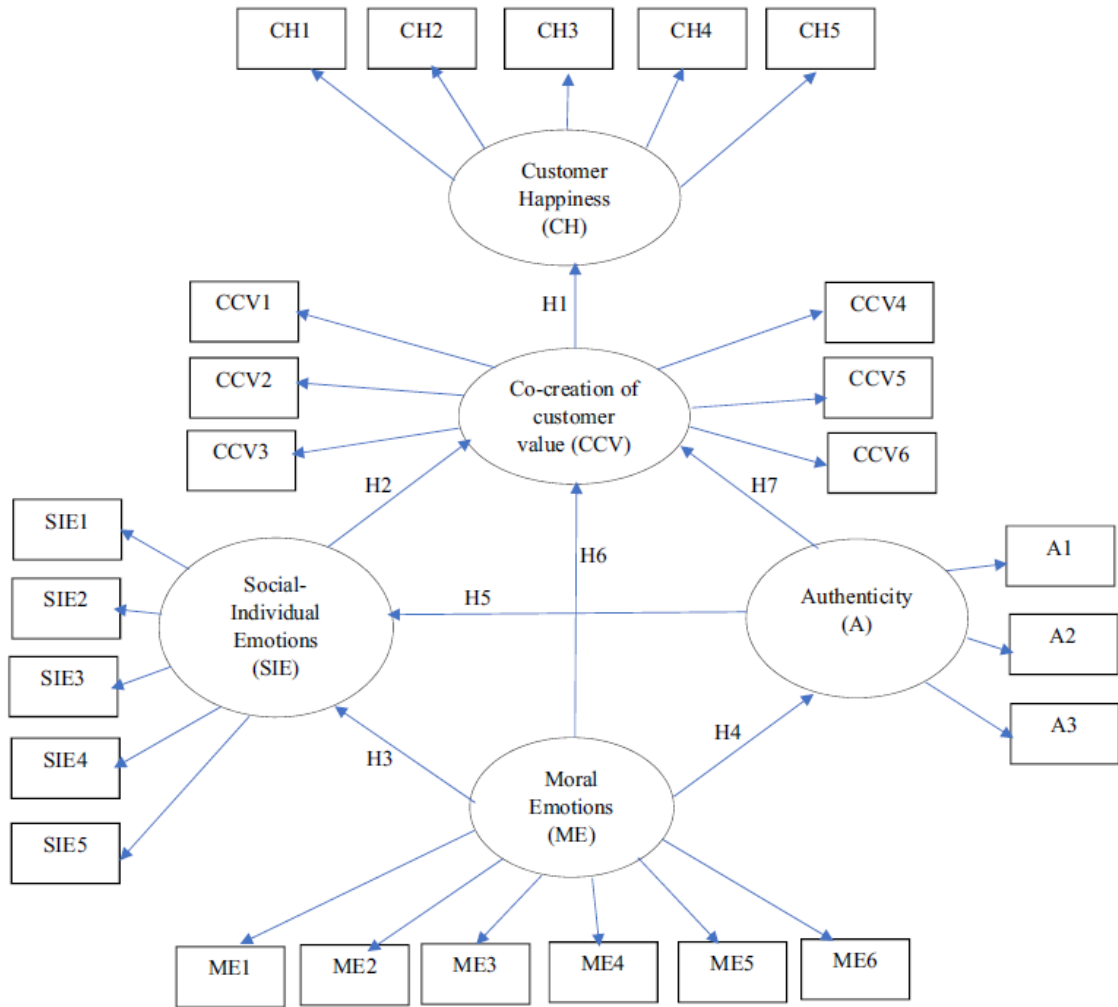 CH1
CH2
CH3
CH4
CH5
Customer
Happiness
(CH)
H1
CCV1
CCV2
CCV3
CCV4
CCV5
CCV6
Co-creation of
customer
value (CCV)
H2
H7
SIE1
SIE2
SIE3
SIE4
SIE5
Social-
Individual
Emotions
(SIE)
H5
H6
Authenticity
(A)
A1
A2
A3
H3
H4
Moral
Emotions
(ME)
ME1
ME2
ME3
ME4
ME5
ME6